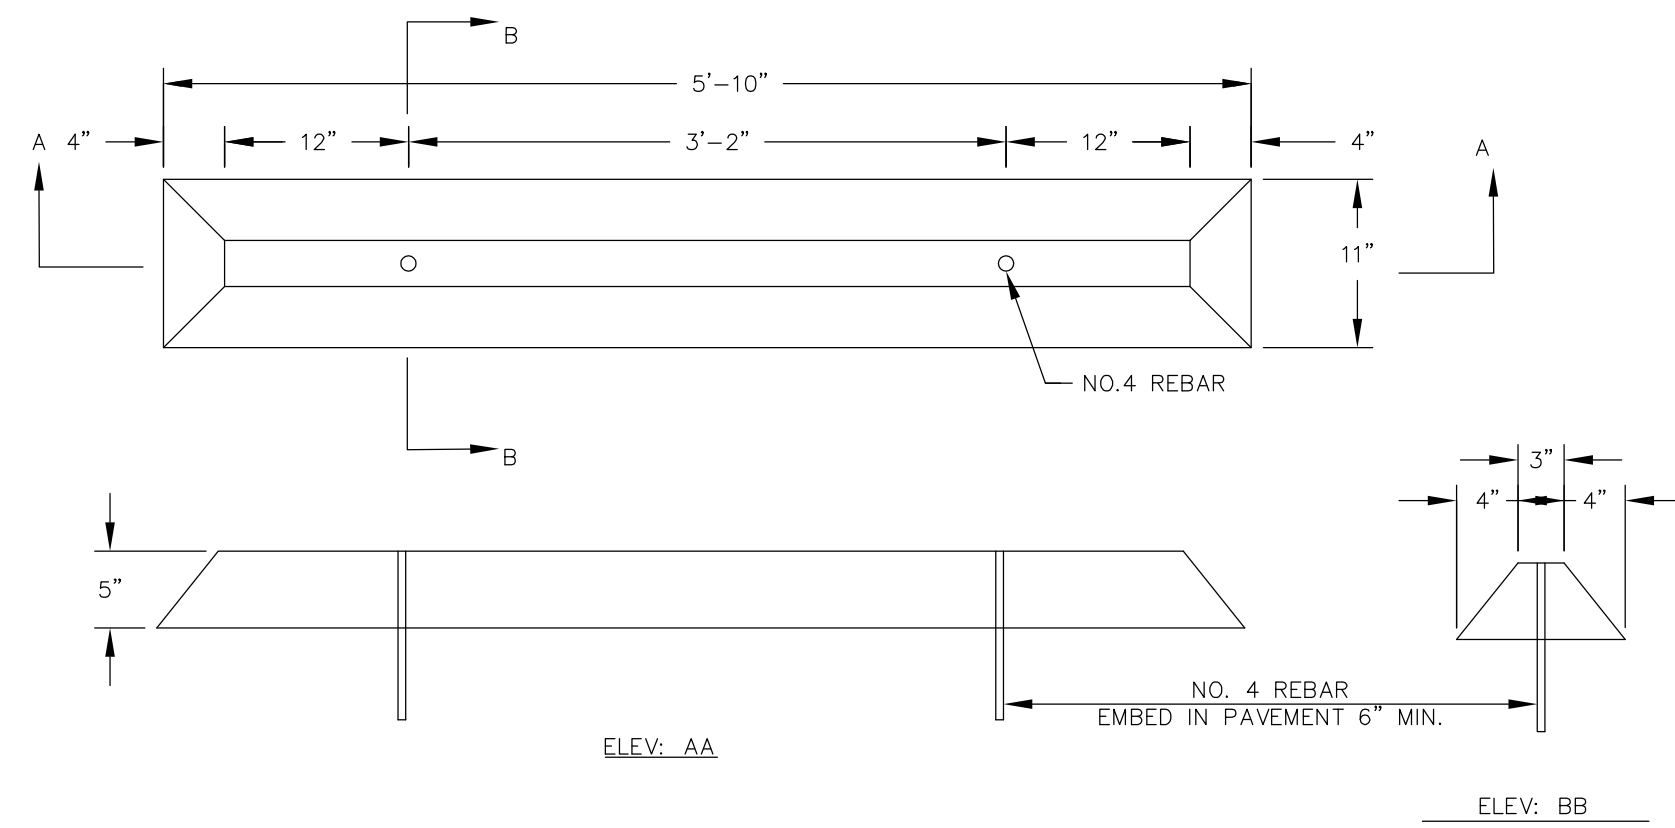 B
5'-10"
A 4" 12" 3'-2" 12" 4" A
11"
NO.4 REBAR
B
3"
4" 4"
5"
NO. 4 REBAR
EMBED IN PAVEMENT 6" MIN.
ELEV: AA
ELEV: BB